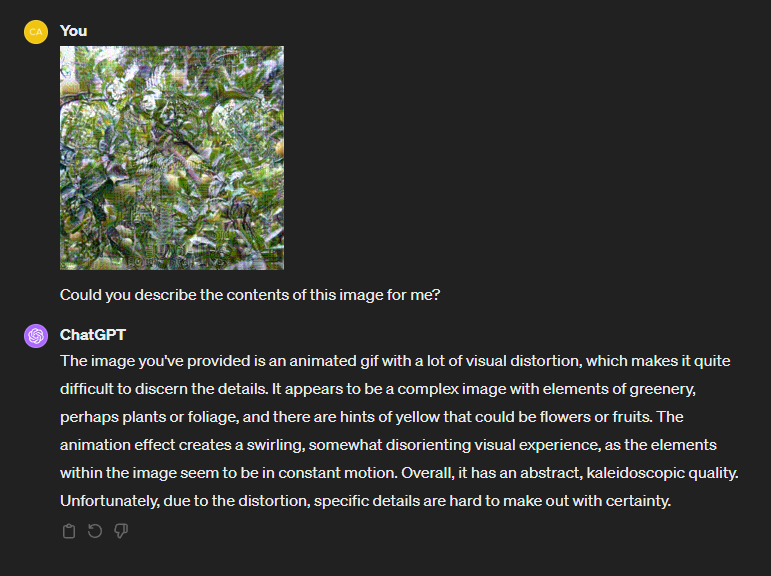 CA
You
Could you describe the contents of this image for me?
ChatGPT
The image you've provided is an animated gif with a lot of visual distortion, which makes it quite
difficult to discern the details. It appears to be a complex image with elements of greenery,
perhaps plants or foliage, and there are hints of yellow that could be flowers or fruits. The
animation effect creates a swirling, somewhat disorienting visual experience, as the elements
within the image seem to be in constant motion. Overall, it has an abstract, kaleidoscopic quality.
Unfortunately, due to the distortion, specific details are hard to make out with certainty.